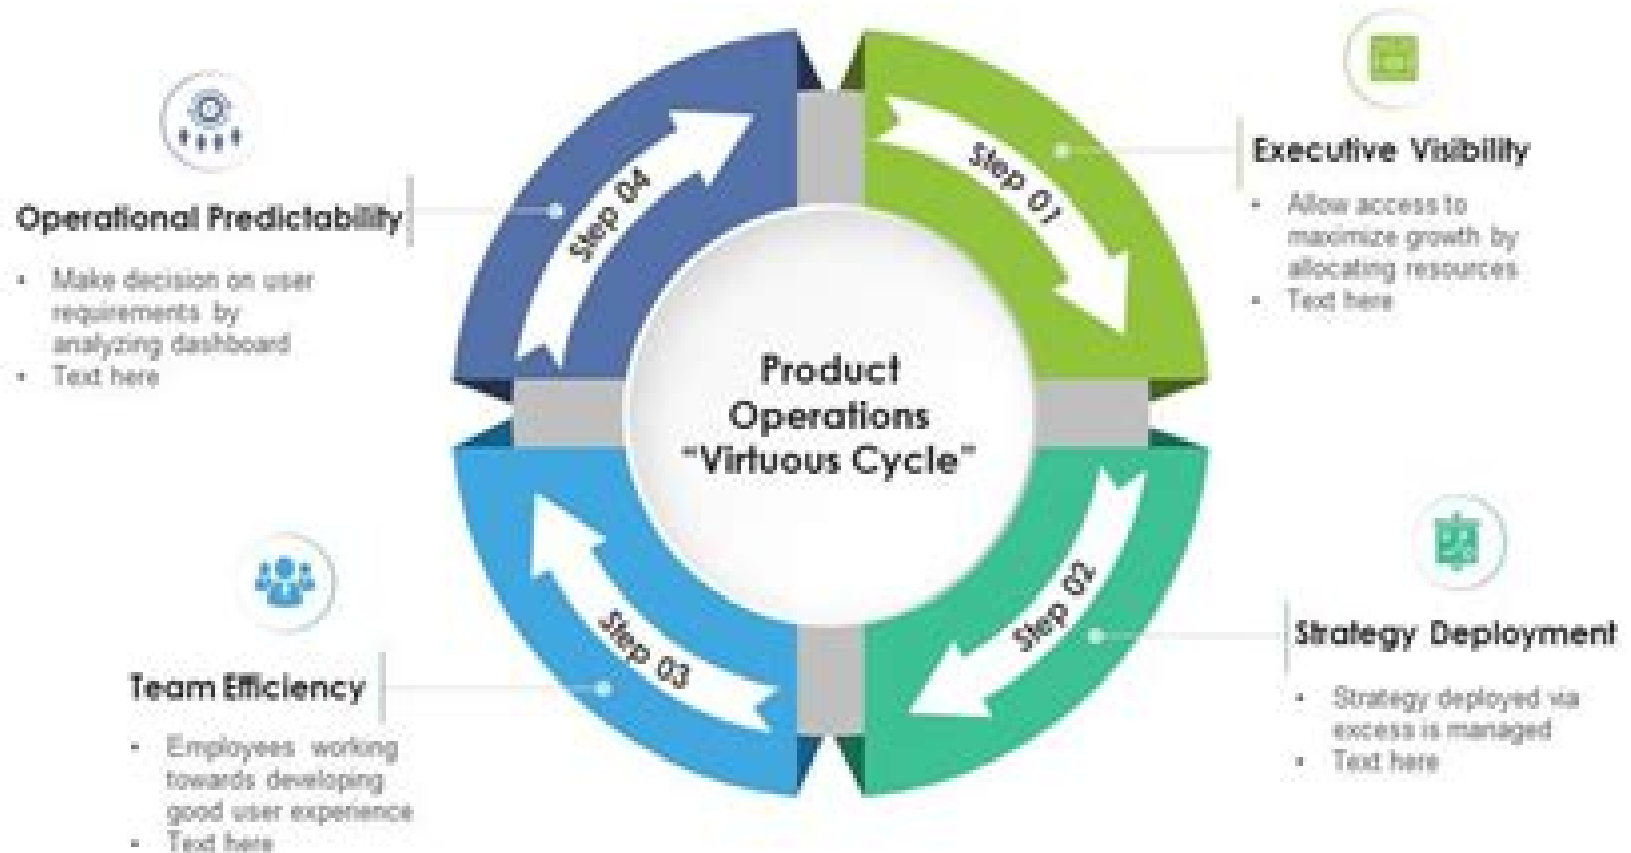 Product
Operations
“Virtuous Cycle”
Step 01
Executive Visibility
• Allow access to
maximize growth by
allocating resources
• Text here
Step 02
Strategy Deployment
• Strategy deployed via
excess is managed
• Text here
Step 03
Team Efficiency
• Employees working
towards developing
good user experience
• Text here
Step 04
Operational Predictability
• Make decision on user
requirements by
analyzing dashboard
• Text here